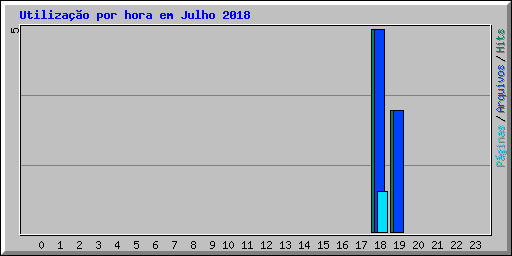 Utilização por hora em Julho 2018
5
Páginas / Arquivos / Hits
0 1 2 3 4 5 6 7 8 9 10 11 12 13 14 15 16 17 18 19 20 21 22 23